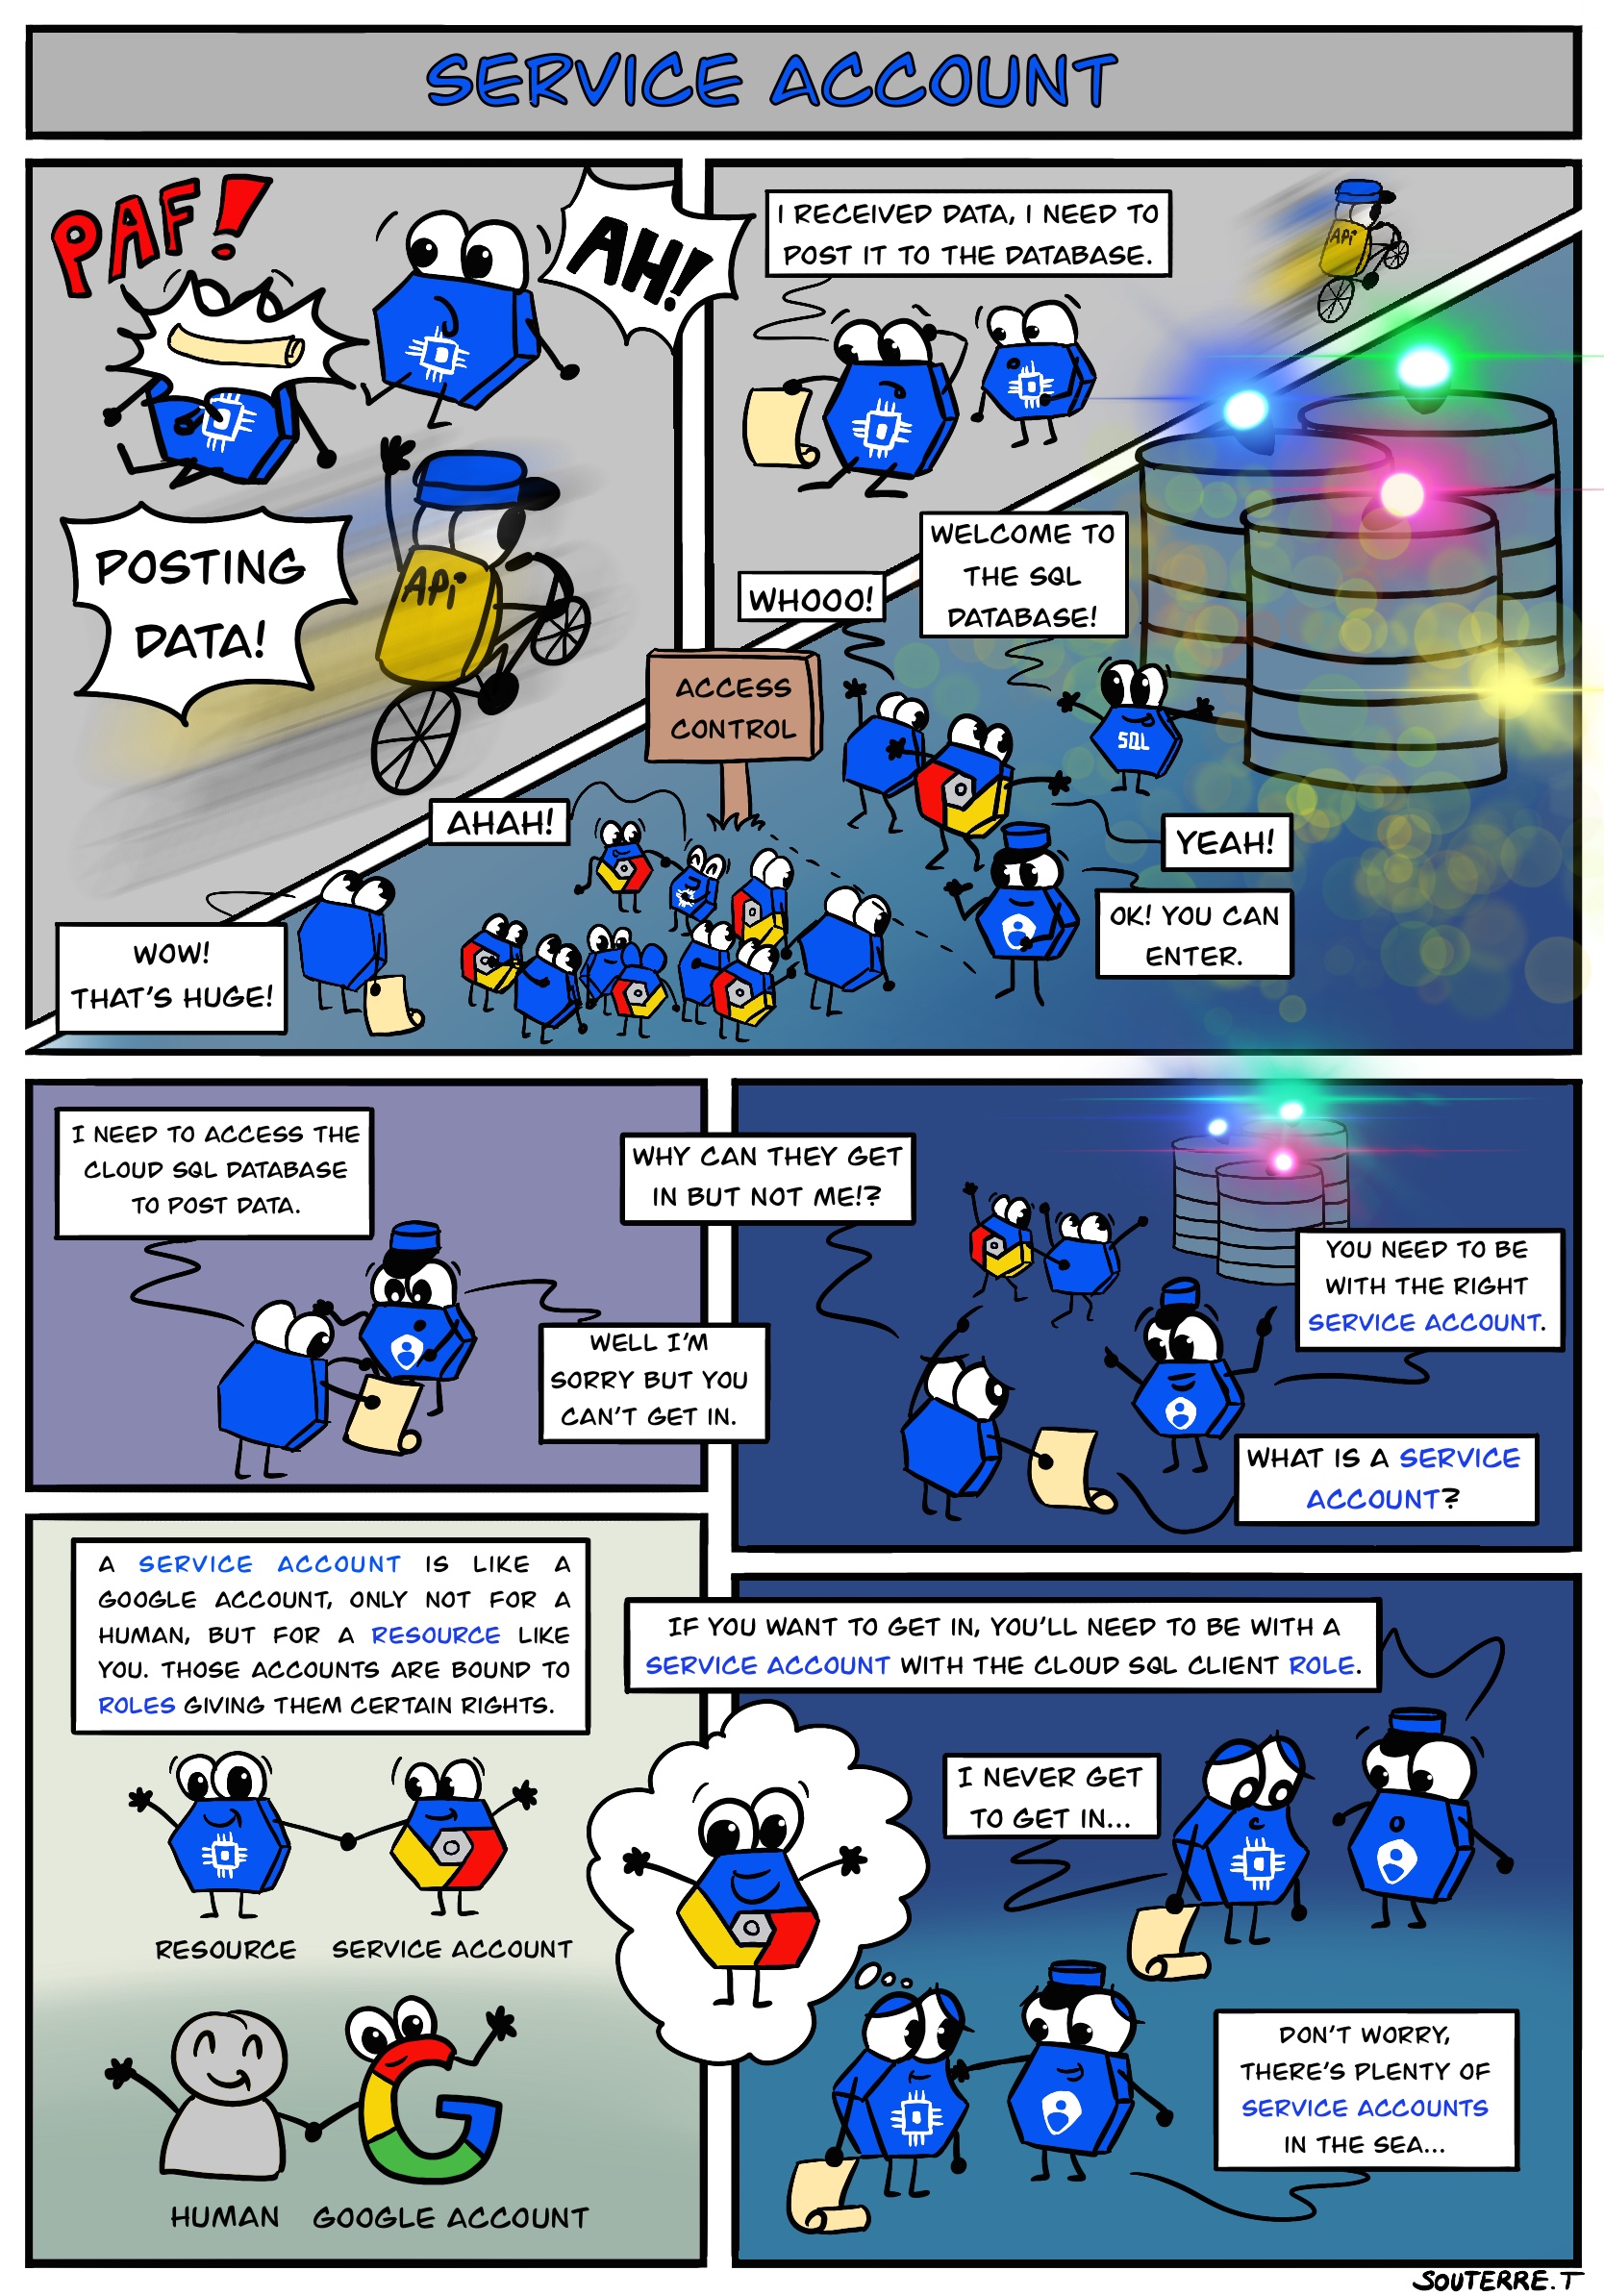 SERVICE ACCOUNT
PAF!
AH!
POSTING
DATA!
API
I RECEIVED DATA, I NEED TO
POST IT TO THE DATABASE.
API
WELCOME TO
THE SQL
DATABASE!
WHOOO!
SQL
ACCESS
CONTROL
YEAH!
AHAH!
OK! YOU CAN
ENTER.
WOW!
THAT'S HUGE!
I NEED TO ACCESS THE
CLOUD SQL DATABASE
TO POST DATA.
WELL I'M
SORRY BUT YOU
CAN'T GET IN.
WHY CAN THEY GET
IN BUT NOT ME!?
YOU NEED TO BE
WITH THE RIGHT
SERVICE ACCOUNT.
WHAT IS A SERVICE
ACCOUNT?
A SERVICE ACCOUNT IS LIKE A
GOOGLE ACCOUNT, ONLY NOT FOR A
HUMAN, BUT FOR A RESOURCE LIKE
YOU. THOSE ACCOUNTS ARE BOUND TO
ROLES GIVING THEM CERTAIN RIGHTS.
RESOURCE
SERVICE ACCOUNT
G
HUMAN
GOOGLE ACCOUNT
IF YOU WANT TO GET IN, YOU'LL NEED TO BE WITH A
SERVICE ACCOUNT WITH THE CLOUD SQL CLIENT ROLE.
I NEVER GET
TO GET IN...
DON'T WORRY,
THERE'S PLENTY OF
SERVICE ACCOUNTS
IN THE SEA...
SOUTERRE.T